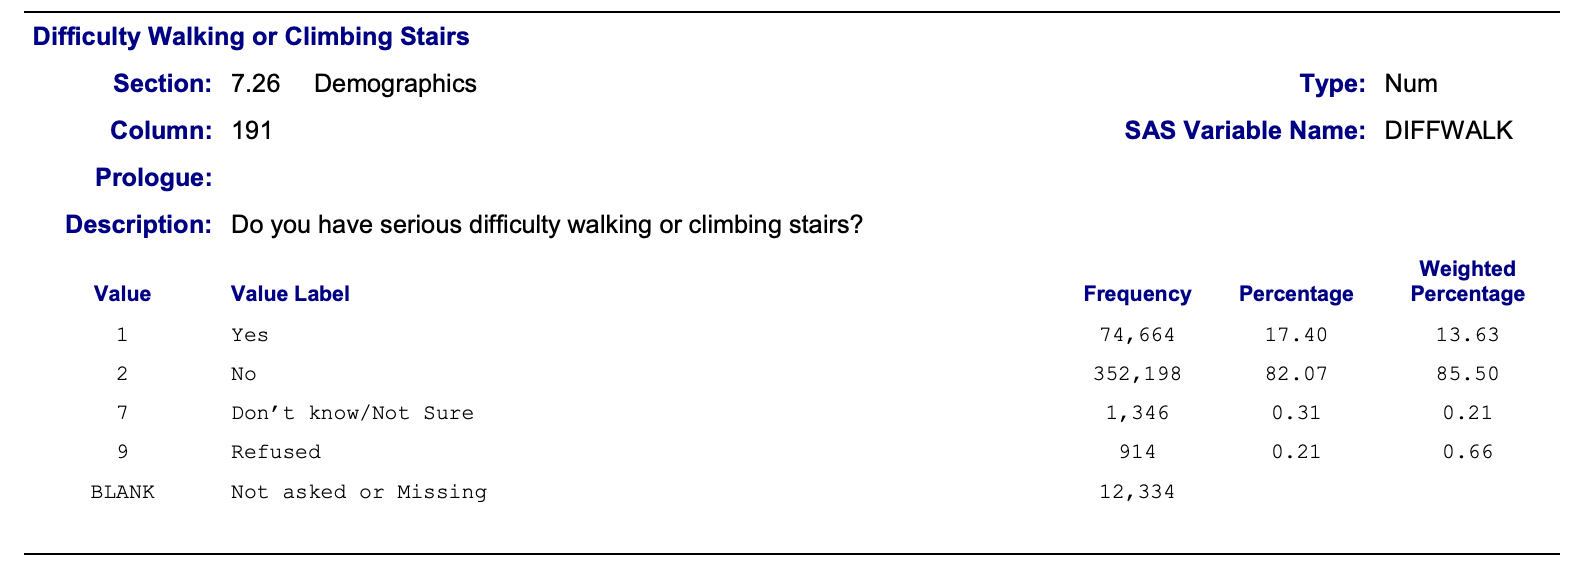 Difficulty Walking or Climbing Stairs
Section: 7.26 Demographics Type: Num
Column: 191 SAS Variable Name: DIFFWALK
Prologue:
Description: Do you have serious difficulty walking or climbing stairs?
Value Value Label Frequency Percentage Weighted Percentage
1 Yes 74,664 17.40 13.63
2 No 352,198 82.07 85.50
7 Don’t know/Not Sure 1,346 0.31 0.21
9 Refused 914 0.21 0.66
BLANK Not asked or Missing 12,334